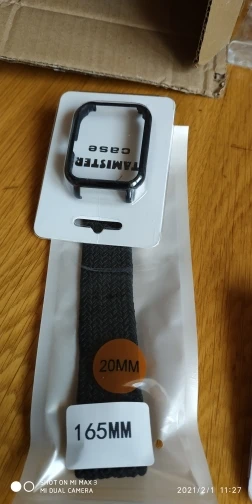 TAMISTER
case
20MM
165MM
SHOT ON MI MAX 3
MI DUAL CAMERA
2021/2/1 11:27